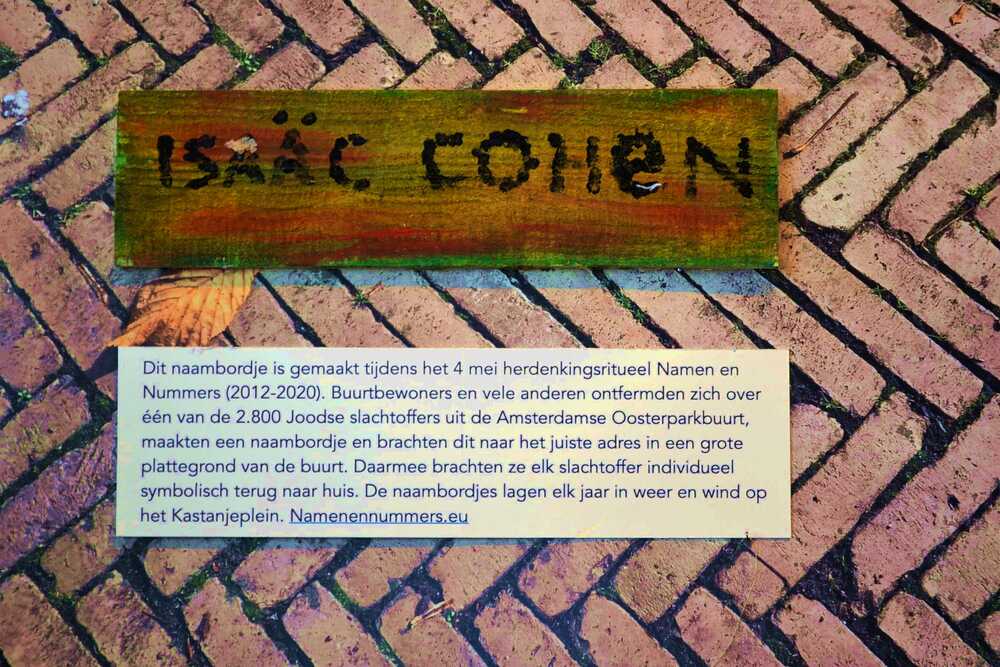 ISAÄC COHeN
Dit naambordje is gemaakt tijdens het 4 mei herdenkingsritueel Namen en
Nummers (2012-2020). Buurtbewoners en vele anderen ontfermden zich over
één van de 2.800 Joodse slachtoffers uit de Amsterdamse Oosterparkbuurt,
maakten een naambordje en brachten dit naar het juiste adres in een grote
plattegrond van de buurt. Daarmee brachten ze elk slachtoffer individueel
symbolisch terug naar huis. De naambordjes lagen elk jaar in weer en wind op
het Kastanjeplein. Namenennummers.eu